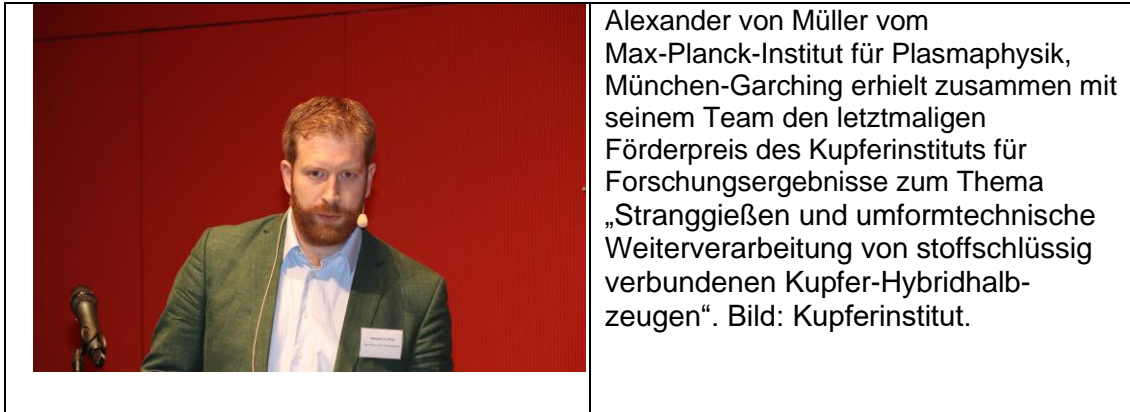 Alexander von Müller vom
Max-Planck-Institut für Plasmaphysik,
München-Garching erhielt zusammen mit
seinem Team den letztmaligen
Förderpreis des Kupferinstituts für
Forschungsergebnisse zum Thema
„Stranggießen und umformtechnische
Weiterverarbeitung von stoffschlüssig
verbundenen Kupfer-Hybridhalb-
zeugen“. Bild: Kupferinstitut.